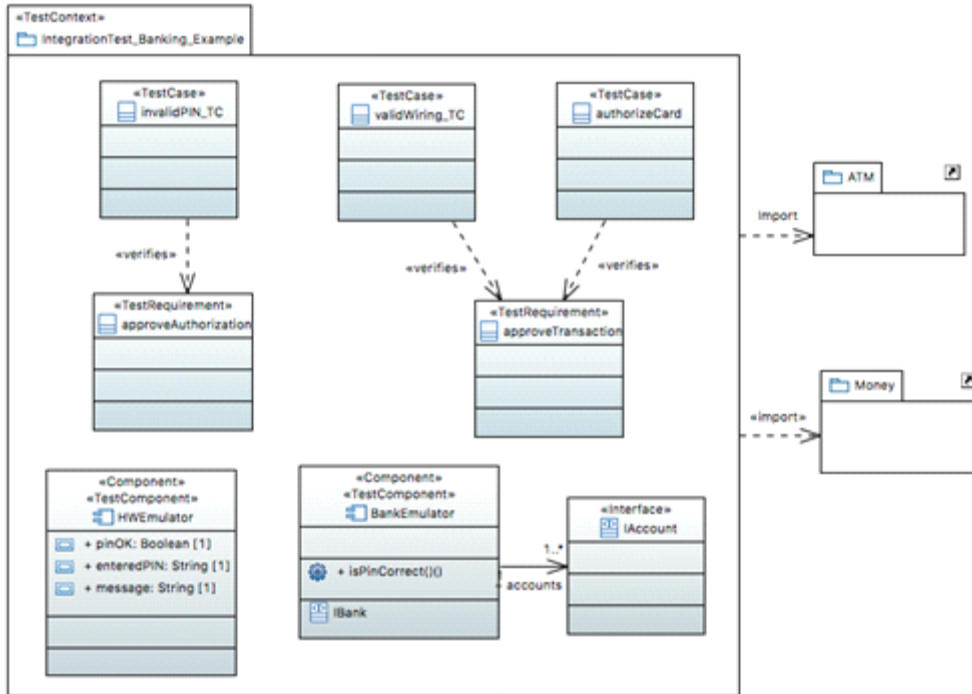 «TestContext»
IntegrationTest_Banking_Example
«TestCase»
invalidPIN_TC
«TestCase»
validWiring_TC
«TestCase»
authorizeCard
ATM
Import
«verifies»
«verifies»
«verifies»
«TestRequirement»
approveAuthorization
«TestRequirement»
approveTransaction
Money
«import»
«Component»
«TestComponent»
HWEmulator
+ pinOK: Boolean [1]
+ enteredPIN: String [1]
+ message: String [1]
«Component»
«TestComponent»
BankEmulator
+ isPinCorrect()()
IBank
1..*
1
accounts
«Interface»
IAccount